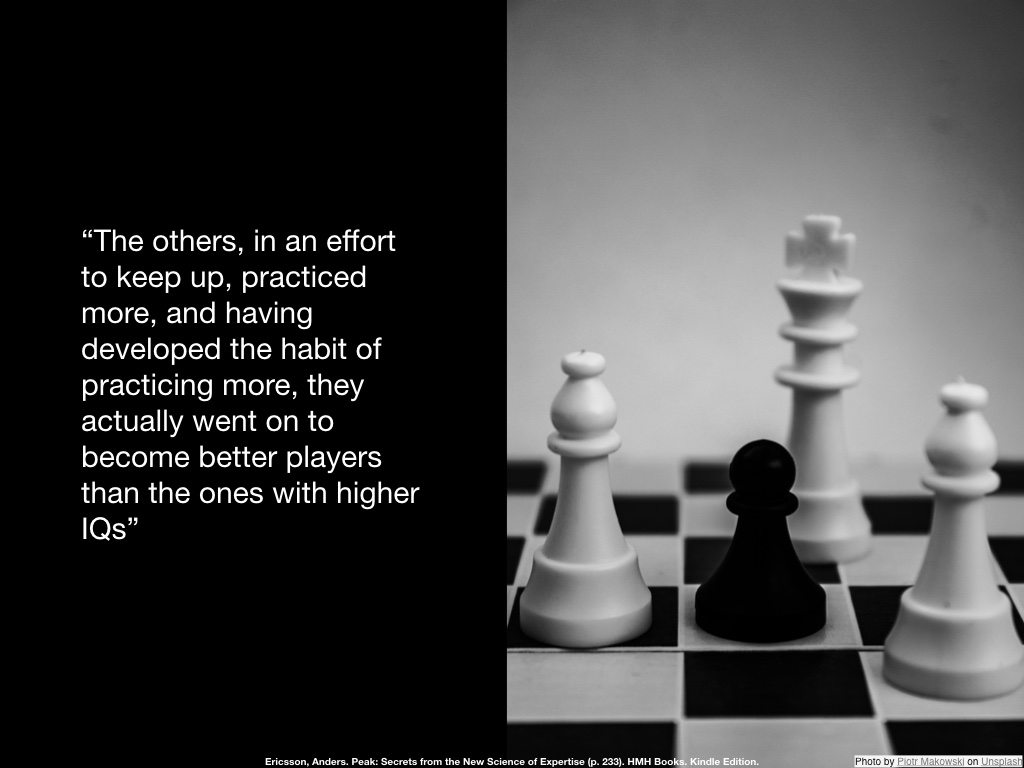 “The others, in an effort
to keep up, practiced
more, and having
developed the habit of
practicing more, they
actually went on to
become better players
than the ones with higher
IQs”
Ericsson, Anders. Peak: Secrets from the New Science of Expertise (p. 233). HMH Books. Kindle Edition.
Photo by Piotr Makowski on Unsplash